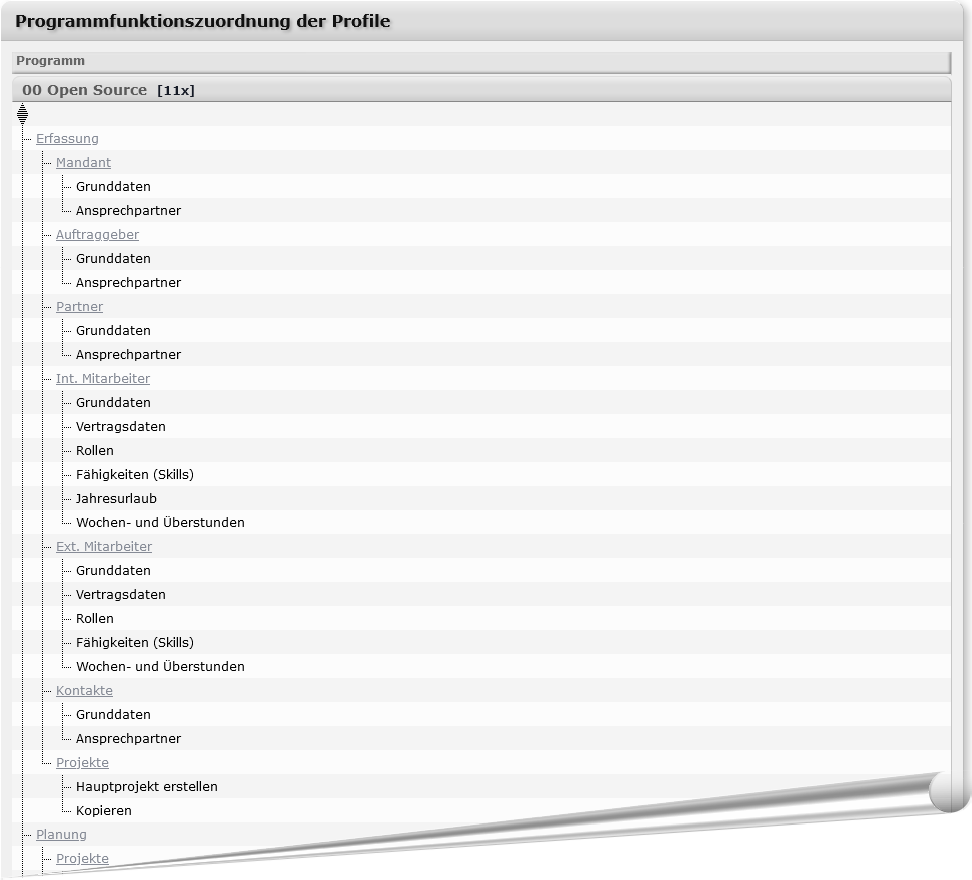 Programmfunktionszuordnung der Profile
Programm
00 Open Source [11x]
Erfassung
Mandant
Grunddaten
Ansprechpartner
Auftraggeber
Grunddaten
Ansprechpartner
Partner
Grunddaten
Ansprechpartner
Int. Mitarbeiter
Grunddaten
Vertragsdaten
Rollen
Fähigkeiten (Skills)
Jahresurlaub
Wochen- und Überstunden
Ext. Mitarbeiter
Grunddaten
Vertragsdaten
Rollen
Fähigkeiten (Skills)
Wochen- und Überstunden
Kontakte
Grunddaten
Ansprechpartner
Projekte
Hauptprojekt erstellen
Kopieren
Planung
Projekte